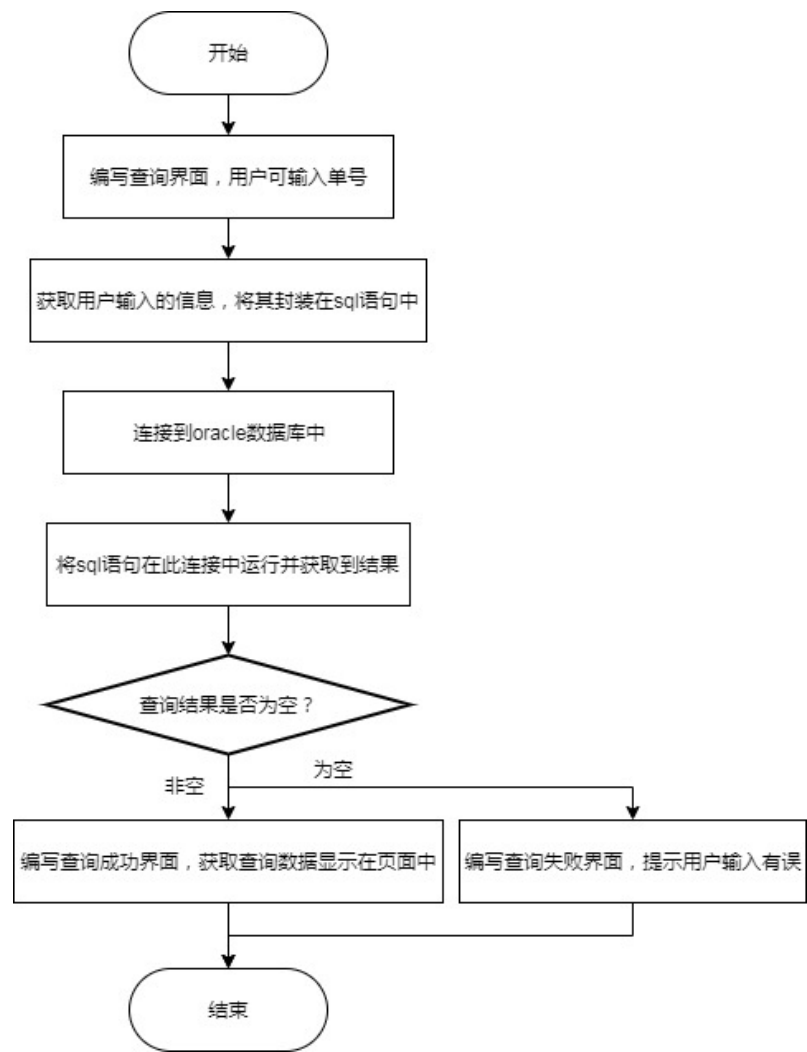 开始
编写查询界面，用户可输入单号
获取用户输入的信息，将其封装在sql语句中
连接到oracle数据库中
将sql语句在此连接中运行并获取到结果
查询结果是否为空？
非空
为空
编写查询成功界面，获取查询数据显示在页面中
编写查询失败界面，提示用户输入有误
结束